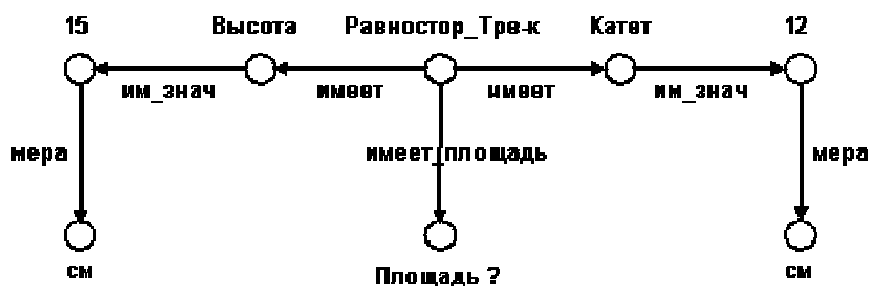 15 Высота Равностор_Тре-к Катет 12
им_знач имеет имеет им_знач
мера имеет_площадь мера
см Площадь ? см